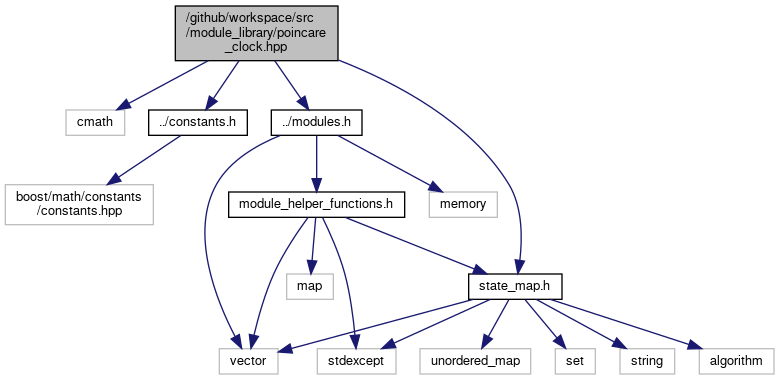 /github/workspace/src
/module_library/poincare
_clock.hpp
cmath
../constants.h
../modules.h
boost/math/constants
/constants.hpp
module_helper_functions.h
memory
map
state_map.h
vector
stdexcept
unordered_map
set
string
algorithm